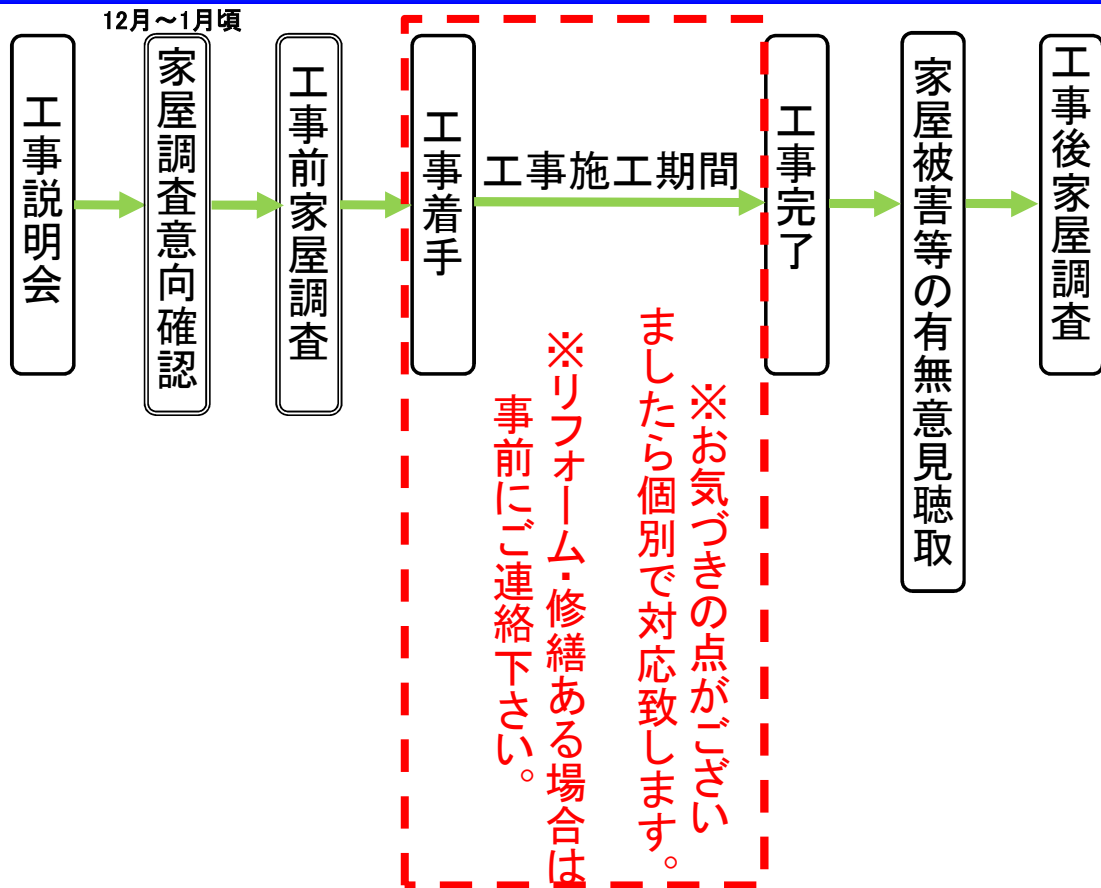 12月～1月頃
工事説明会
家屋調査意向確認
工事前家屋調査
工事着手
工事施工期間
工事完了
家屋被害等の有無意見聴取
工事後家屋調査
※お気づきの点がござい
ましたら個別で対応致します。
※リフォーム・修繕ある場合は
事前にご連絡下さい。